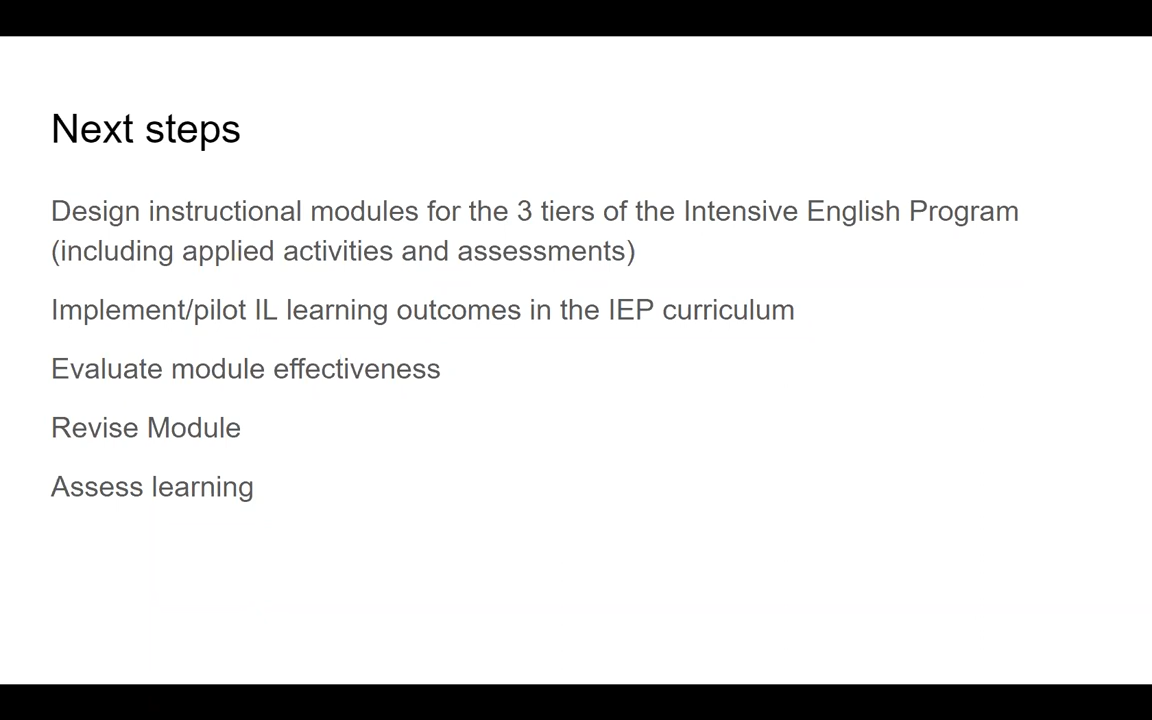 Next steps
Design instructional modules for the 3 tiers of the Intensive English Program
(including applied activities and assessments)
Implement/pilot IL learning outcomes in the IEP curriculum
Evaluate module effectiveness
Revise Module
Assess learning